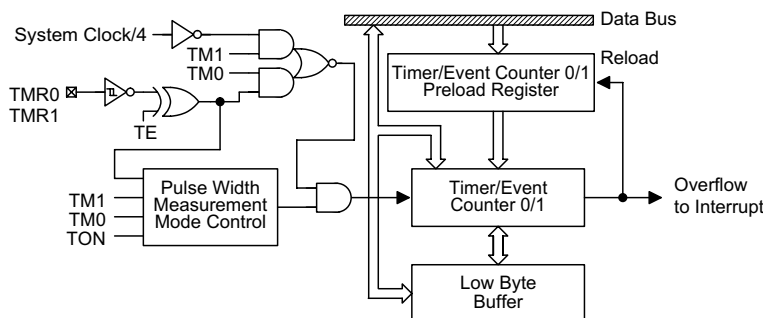 Data Bus
System Clock/4
TM1
TM0
Reload
Timer/Event Counter 0/1
Preload Register
TMR0
TMR1
TE
Pulse Width
Measurement
Mode Control
TM1
TM0
TON
Timer/Event
Counter 0/1
Overflow
to Interrupt
Low Byte
Buffer